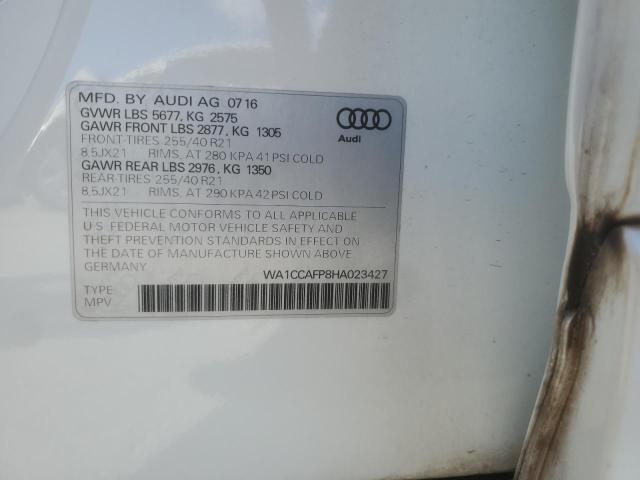 MFD. BY AUDI AG 0716
GVWR LBS 5677, KG 2575
GAWR FRONT LBS 2877, KG 1305
FRONT-TIRES 255/40 R21
8,5JX21 RIMS, AT 280 KPA 41 PSI COLD
GAWR REAR LBS 2976, KG 1350
REAR-TIRES 255/40 R21
8,5JX21 RIMS, AT 290 KPA 42 PSI COLD
Audi
THIS VEHICLE CONFORMS TO ALL APPLICABLE
U S FEDERAL MOTOR VEHICLE SAFETY AND
THEFT PREVENTION STANDARDS IN EFFECT ON
THE DATE OF MANUFACTURE SHOWN ABOVE
GERMANY
WA1CCAFP8HA023427
TYPE
MPV